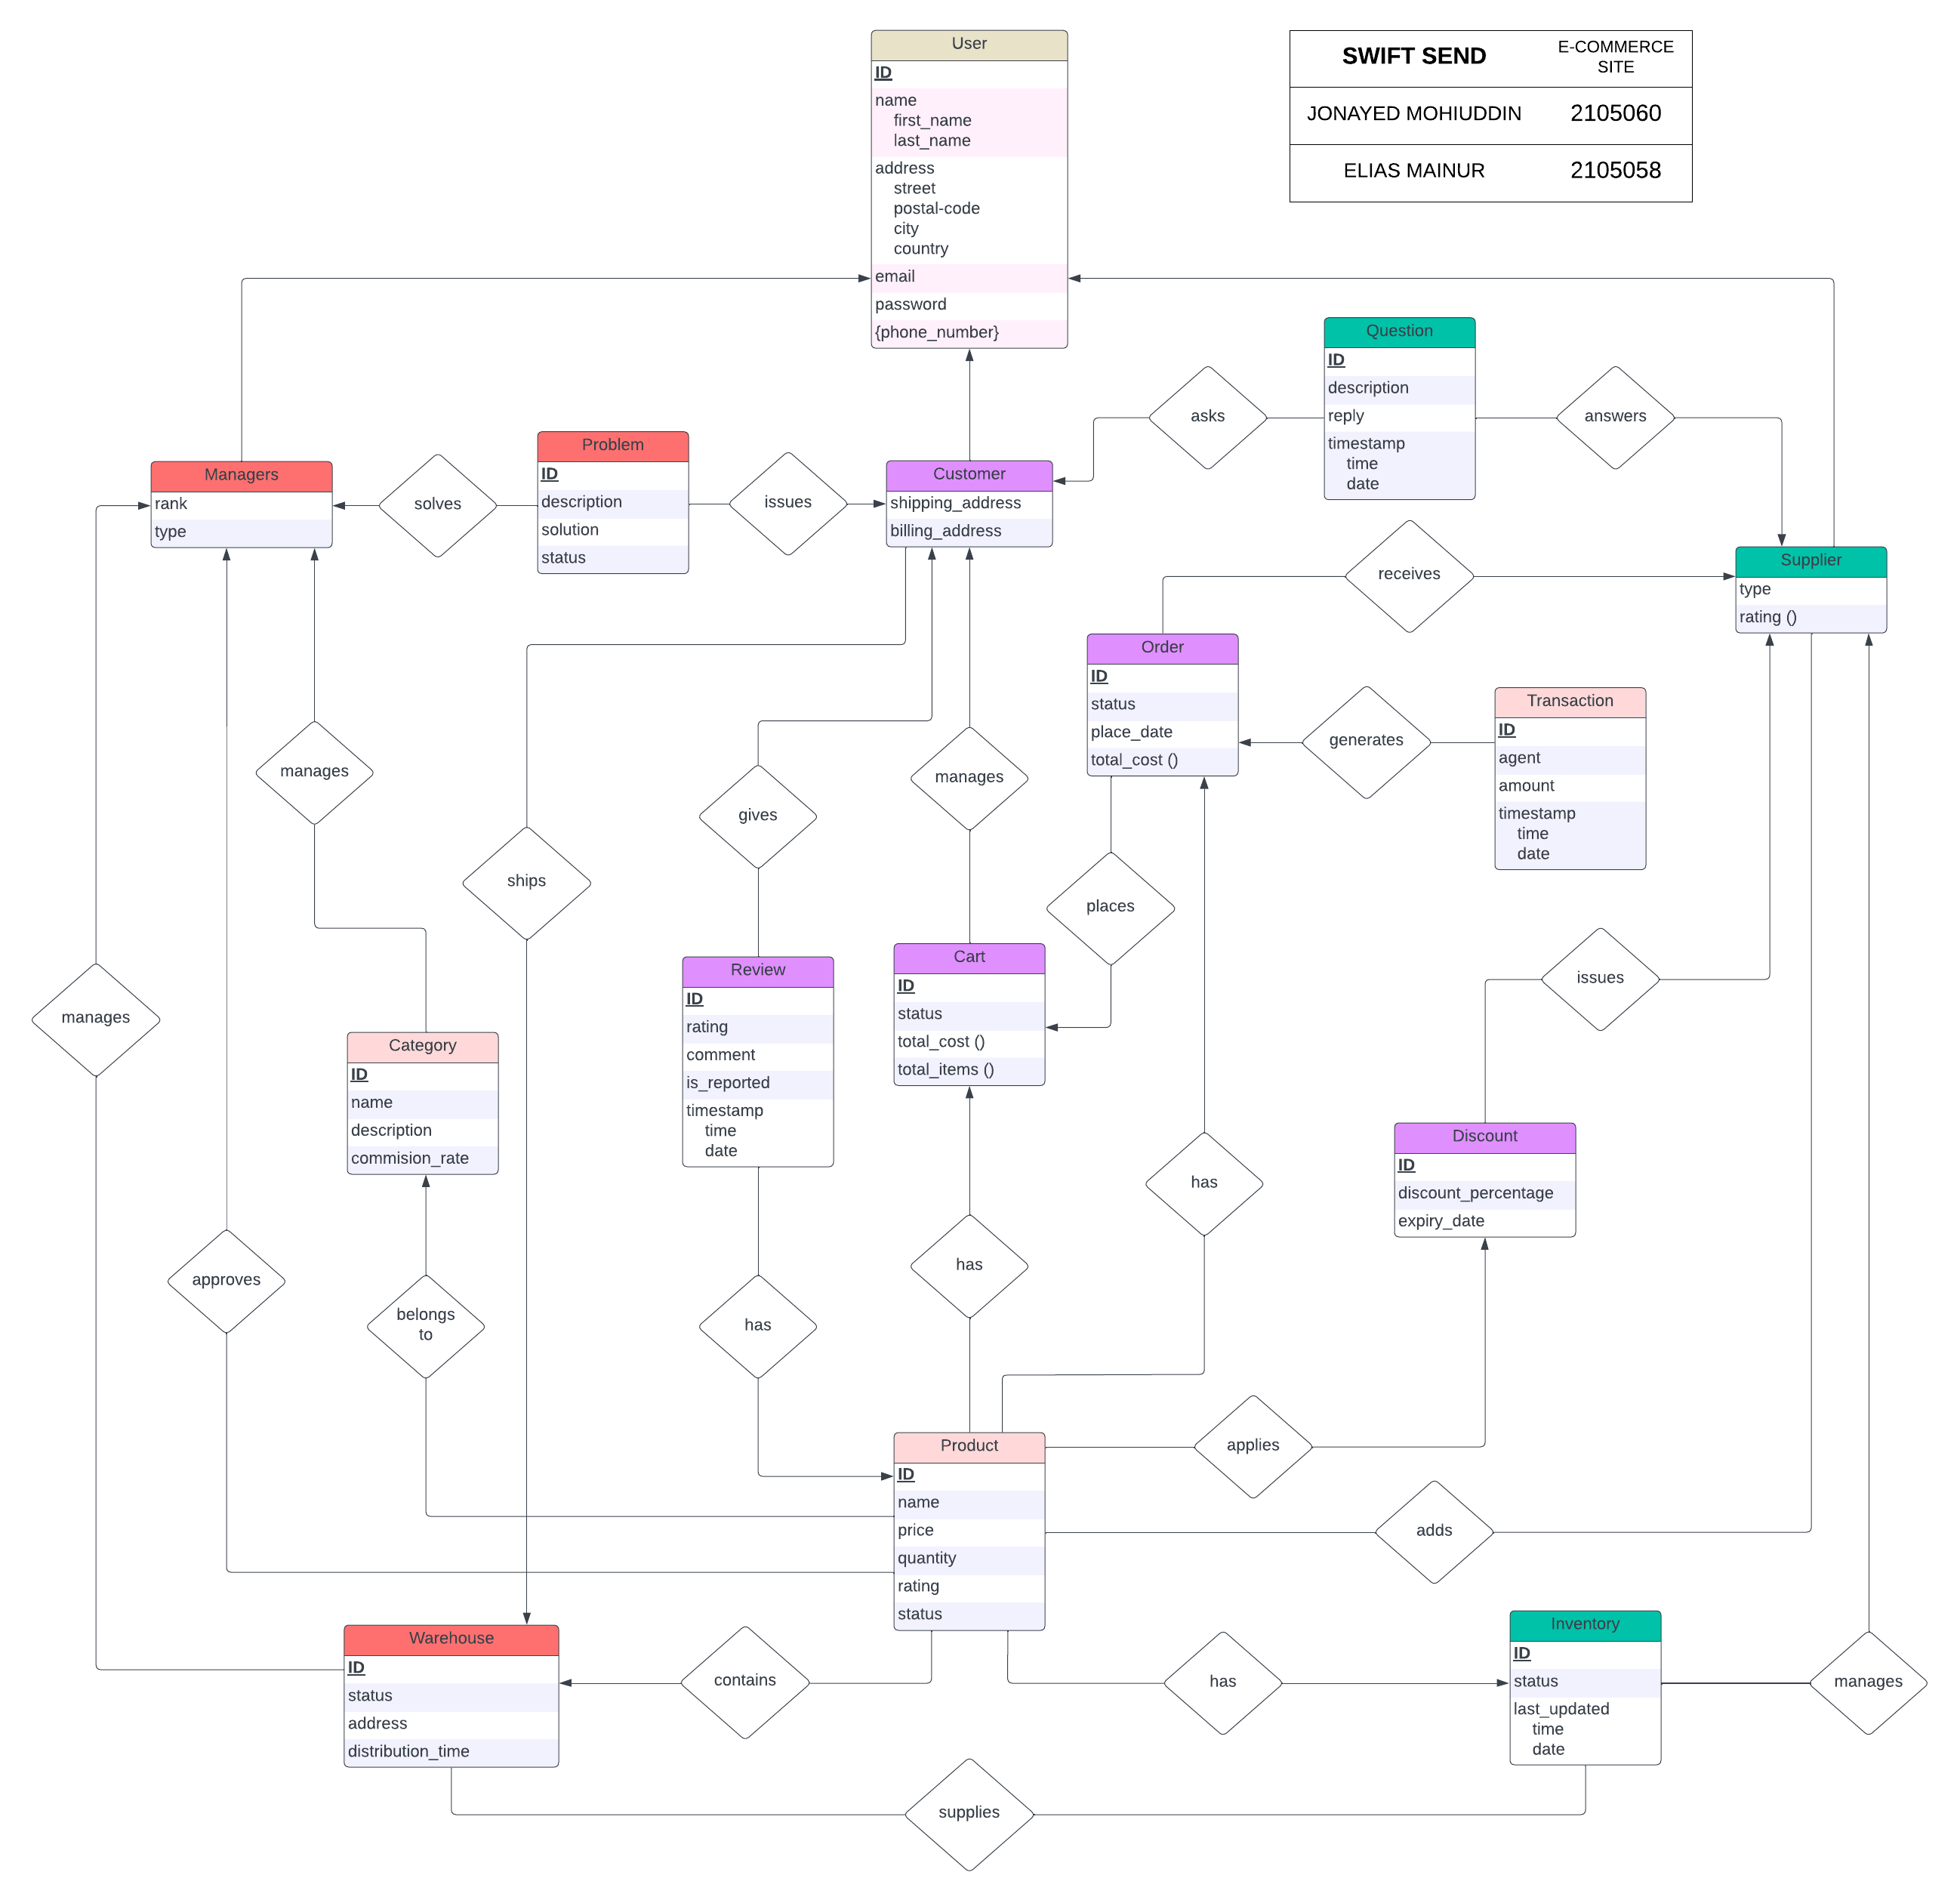 User
ID
name
first_name
last_name
address
street
postal-code
city
country
email
password
{phone_number}
SWIFT SEND
E-COMMERCE
SITE
JONAYED MOHIUDDIN
2105060
ELIAS MAINUR
2105058
Question
ID
description
reply
timestamp
time
date
asks
answers
Managers
rank
type
solves
Problem
ID
description
solution
status
issues
Customer
shipping_address
billing_address
receives
Supplier
type
rating ()
Order
ID
status
place_date
total_cost ()
generates
Transaction
ID
agent
amount
timestamp
time
date
manages
gives
manages
ships
places
Review
ID
rating
comment
is_reported
timestamp
time
date
Cart
ID
status
total_cost ()
total_items ()
issues
manages
Category
ID
name
description
commision_rate
Discount
ID
discount_percentage
expiry_date
has
approves
belongs
to
has
has
Product
ID
name
price
quantity
rating
status
applies
adds
Warehouse
ID
status
address
distribution_time
contains
has
Inventory
ID
status
last_updated
time
date
manages
supplies